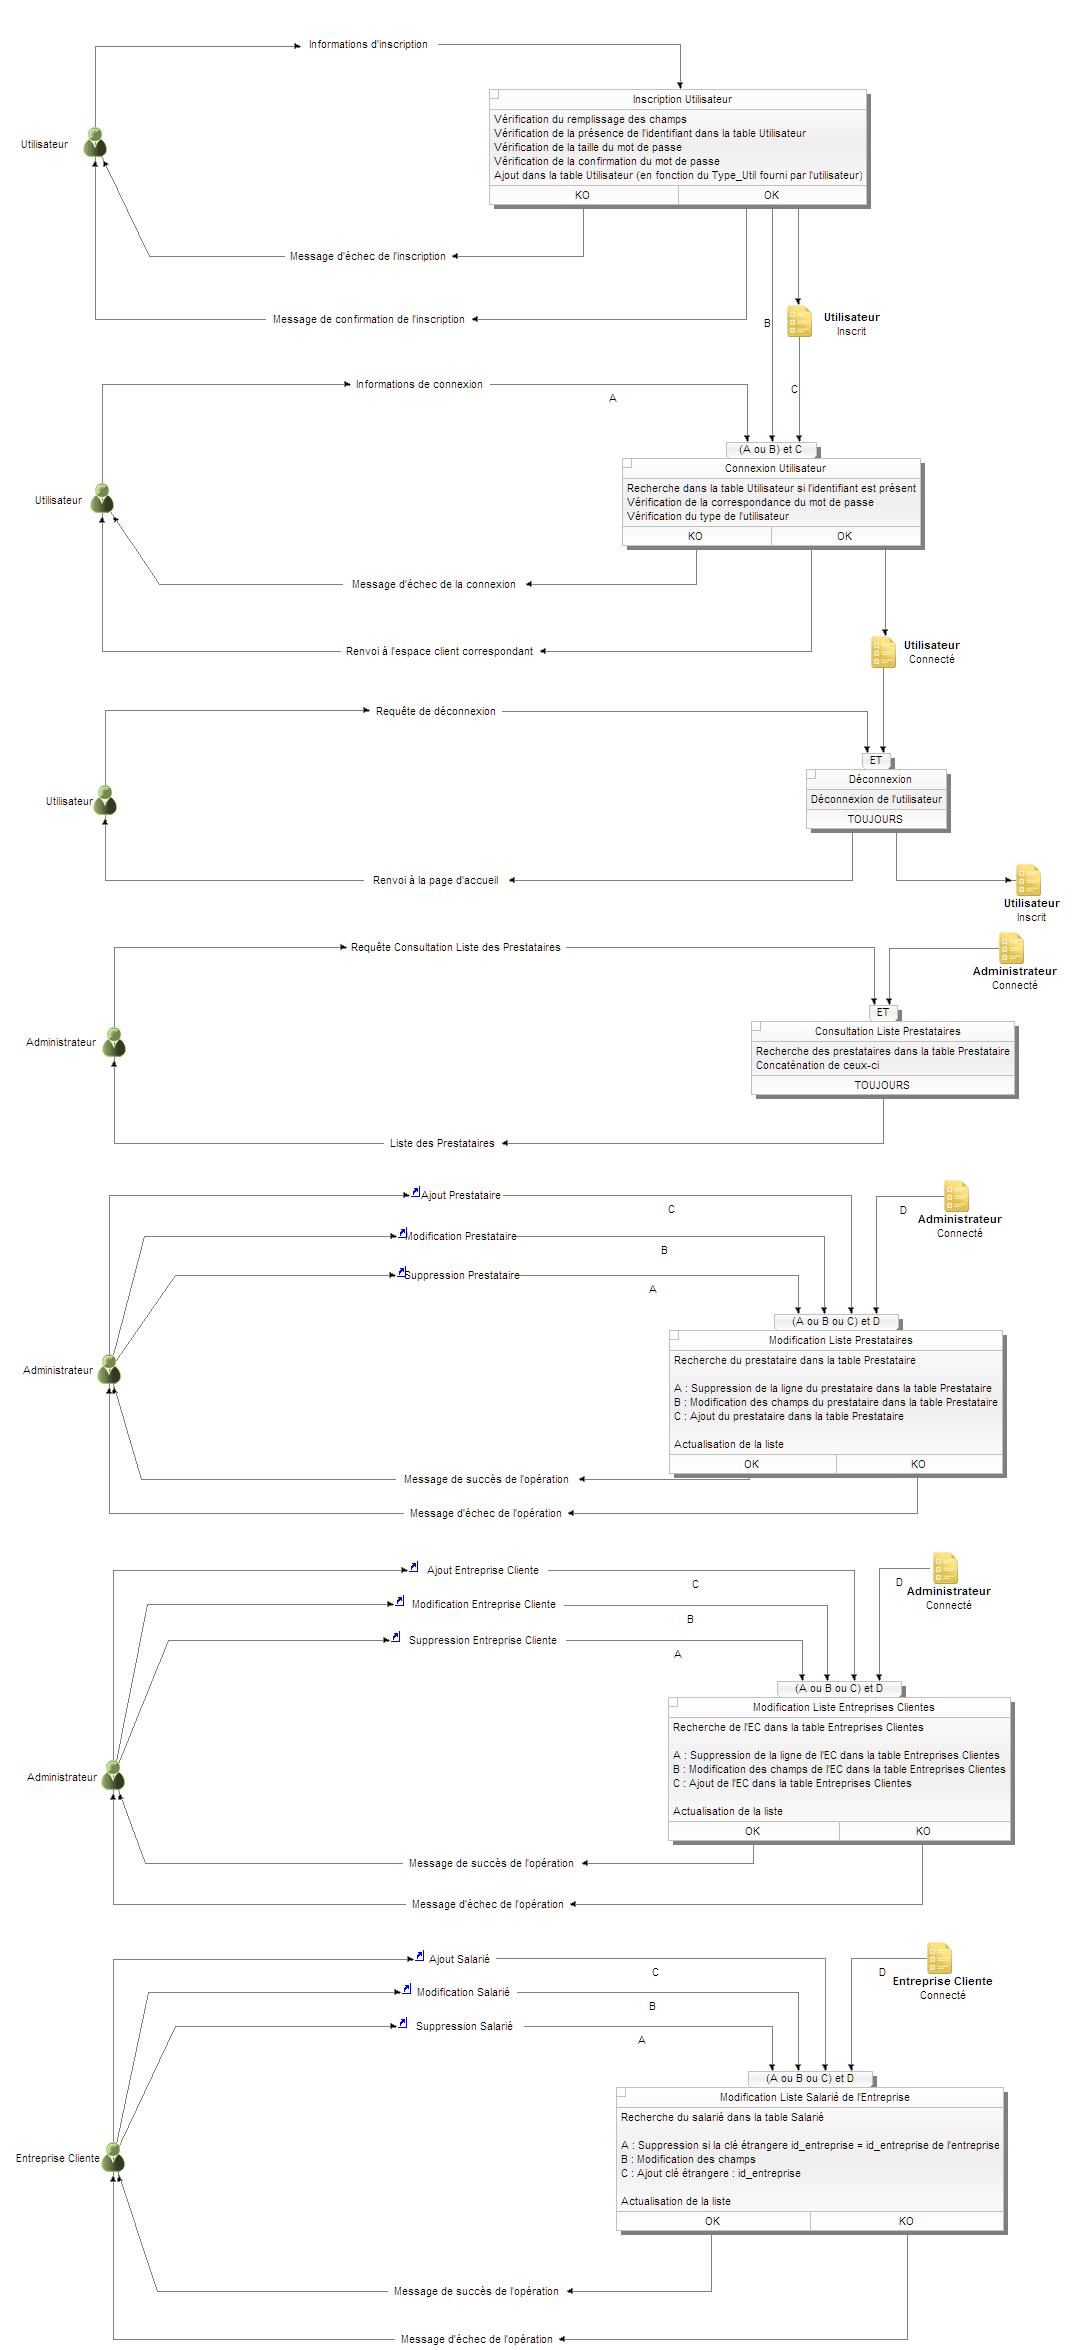 Informations d'inscription
Inscription Utilisateur
Vérification du remplissage des champs
Vérification de la présence de l'identifiant dans la table Utilisateur
Vérification de la taille du mot de passe
Vérification de la confirmation du mot de passe
Ajout dans la table Utilisateur (en fonction du Type_Util fourni par l'utilisateur)
KO
OK
Utilisateur
Message d'échec de l'inscription
Message de confirmation de l'inscription
B
Utilisateur
Inscrit
Informations de connexion
A
C
(A ou B) et C
Connexion Utilisateur
Recherche dans la table Utilisateur si l'identifiant est présent
Vérification de la correspondance du mot de passe
Vérification du type de l'utilisateur
KO
OK
Utilisateur
Message d'échec de la connexion
Renvoi à l'espace client correspondant
Utilisateur
Connecté
Requête de déconnexion
ET
Déconnexion
Déconnexion de l'utilisateur
TOUJOURS
Utilisateur
Renvoi à la page d'accueil
Utilisateur
Inscrit
Requête Consultation Liste des Prestataires
Administrateur
Connecté
ET
Consultation Liste Prestataires
Recherche des prestataires dans la table Prestataire
Concaténation de ceux-ci
TOUJOURS
Administrateur
Liste des Prestataires
Ajout Prestataire
C
D
Administrateur
Connecté
Modification Prestataire
B
Suppression Prestataire
A
(A ou B ou C) et D
Modification Liste Prestataires
Recherche du prestataire dans la table Prestataire
A : Suppression de la ligne du prestataire dans la table Prestataire
B : Modification des champs du prestataire dans la table Prestataire
C : Ajout du prestataire dans la table Prestataire
Actualisation de la liste
OK
KO
Administrateur
Message de succès de l'opération
Message d'échec de l'opération
Ajout Entreprise Cliente
C
D
Administrateur
Connecté
Modification Entreprise Cliente
B
Suppression Entreprise Cliente
A
(A ou B ou C) et D
Modification Liste Entreprises Clientes
Recherche de l'EC dans la table Entreprises Clientes
A : Suppression de la ligne de l'EC dans la table Entreprises Clientes
B : Modification des champs de l'EC dans la table Entreprises Clientes
C : Ajout de l'EC dans la table Entreprises Clientes
Actualisation de la liste
OK
KO
Administrateur
Message de succès de l'opération
Message d'échec de l'opération
Ajout Salarié
C
D
Entreprise Cliente
Connecté
Modification Salarié
B
Suppression Salarié
A
(A ou B ou C) et D
Modification Liste Salarié de l'Entreprise
Recherche du salarié dans la table Salarié
A : Suppression si la clé étrangere id_entreprise = id_entreprise de l'entreprise
B : Modification des champs
C : Ajout clé étrangere : id_entreprise
Actualisation de la liste
OK
KO
Entreprise Cliente
Message de succès de l'opération
Message d'échec de l'opération